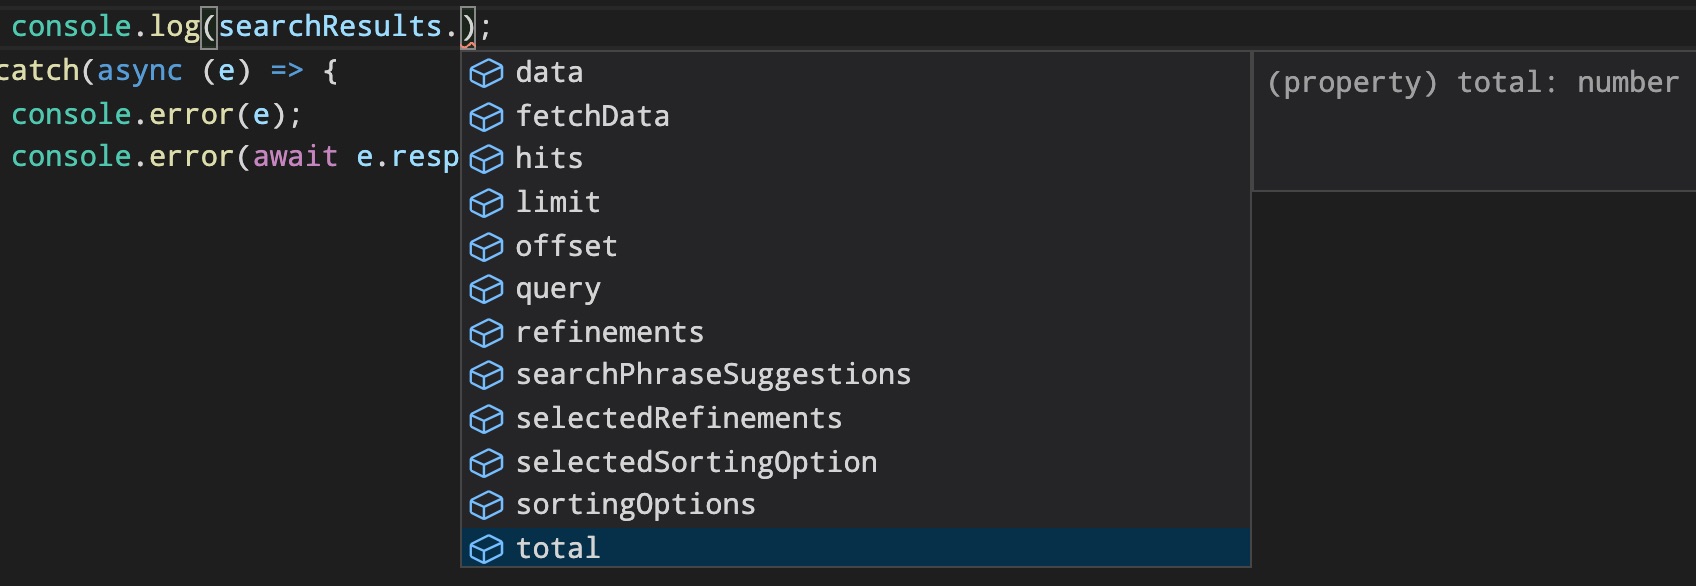 console.log(searchResults.);
catch(async (e) => {
console.error(e);
console.error(await e.resp
data
fetchData
hits
limit
offset
query
refinements
searchPhraseSuggestions
selectedRefinements
selectedSortingOption
sortingOptions
total
(property) total: number